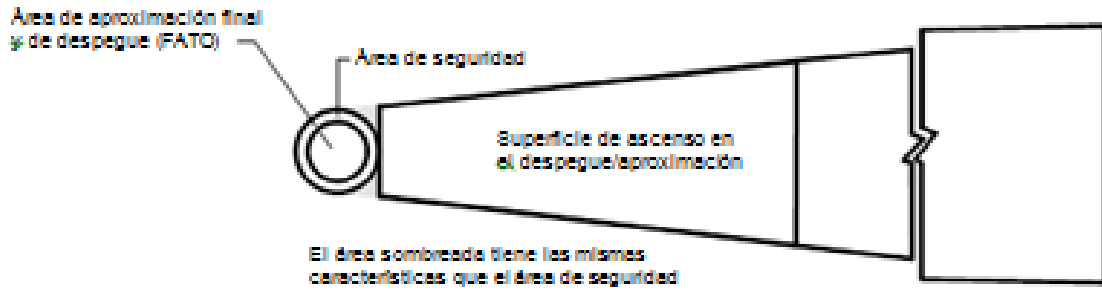 Área de aproximación final
y de despegue (FATO)
Área de seguridad
Superficie de ascenso en
el despegue/aproximación
El área sombreada tiene las mismas
características que el área de seguridad